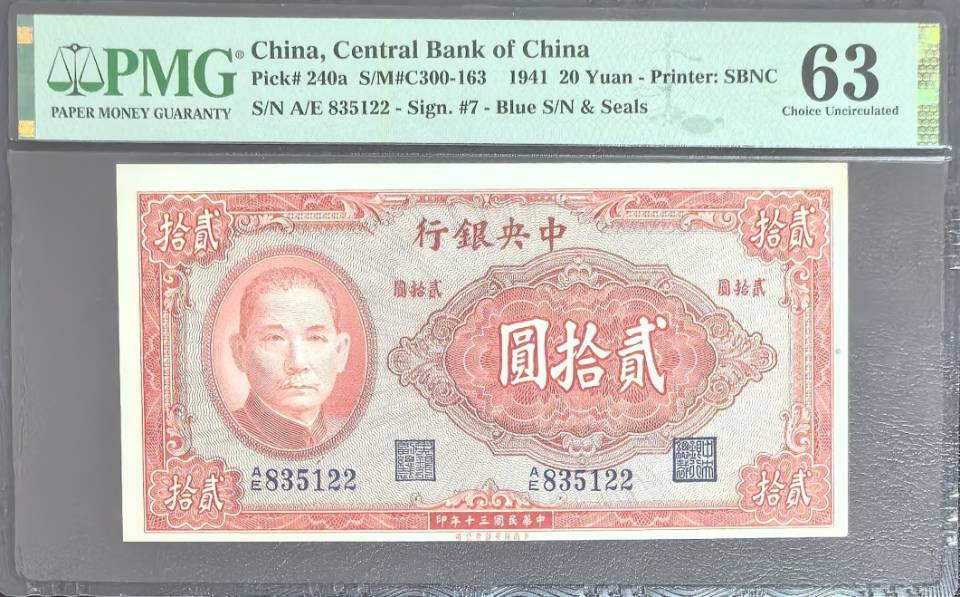 PMG®
PAPER MONEY GUARANTY
China, Central Bank of China
Pick# 240a S/M#C300-163 1941 20 Yuan - Printer: SBNC
S/N A/E 835122 - Sign. #7 - Blue S/N & Seals
63
Choice Uncirculated
貳拾
貳拾
中央銀行
貳拾圓
貳拾圓
貳拾圓
A/E 835122
A/E 835122
貳拾
貳拾
中華民國三十年印